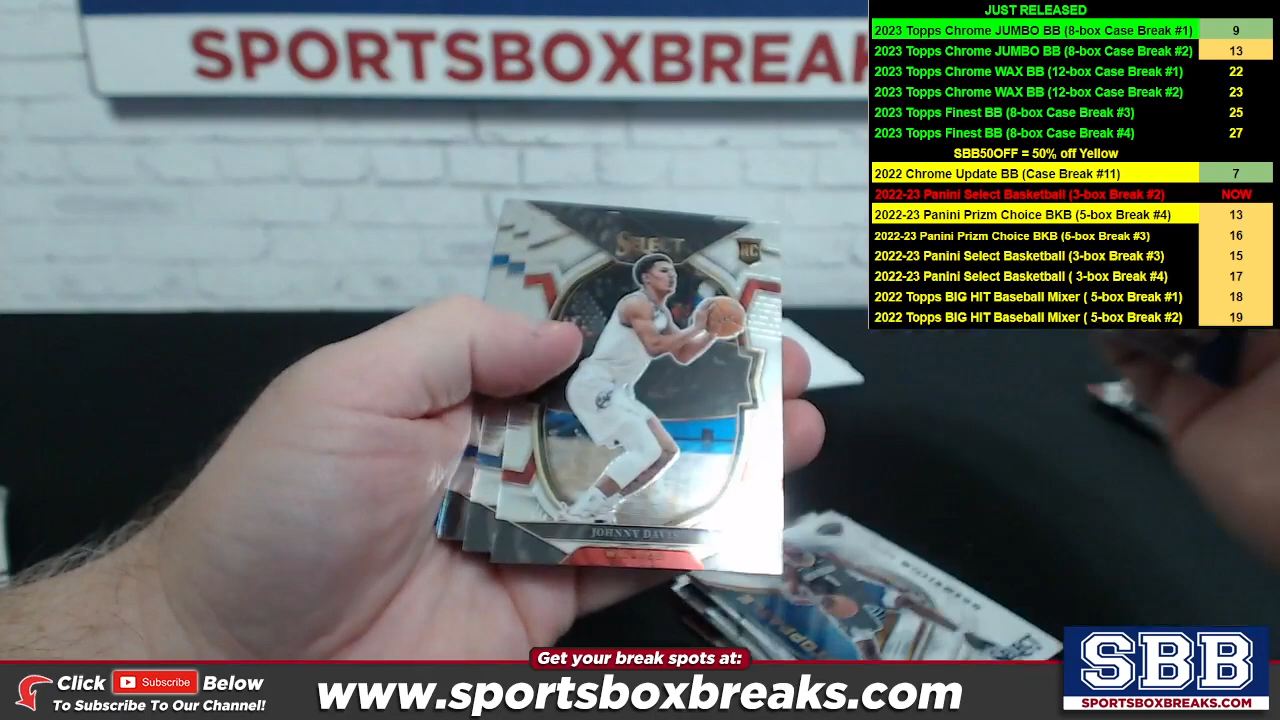 SPORTSBOXBREA
JUST RELEASED
2023 Topps Chrome JUMBO BB (8-box Case Break #1) 9
2023 Topps Chrome JUMBO BB (8-box Case Break #2) 13
2023 Topps Chrome WAX BB (12-box Case Break #1) 22
2023 Topps Chrome WAX BB (12-box Case Break #2) 23
2023 Topps Finest BB (8-box Case Break #3) 25
2023 Topps Finest BB (8-box Case Break #4) 27
SBB50OFF = 50% off Yellow
2022 Chrome Update BB (Case Break #11) 7
2022-23 Panini Select Basketball (3-box Break #2) NOW
2022-23 Panini Prizm Choice BKB (5-box Break #4) 13
2022-23 Panini Prizm Choice BKB (5-box Break #3) 16
2022-23 Panini Select Basketball (3-box Break #3) 15
2022-23 Panini Select Basketball ( 3-box Break #4) 17
2022 Topps BIG HIT Baseball Mixer ( 5-box Break #1) 18
2022 Topps BIG HIT Baseball Mixer ( 5-box Break #2) 19
SELECT
RC
JOHNNY DAVIS
Get your break spots at:
Click Subscribe Below
To Subscribe To Our Channel!
www.sportsboxbreaks.com
SBB
SPORTSBOXBREAKS.COM